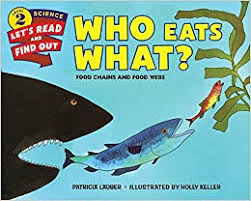 2
SCIENCE
LET'S READ
AND
FIND OUT
WHO EATS
WHAT?
FOOD CHAINS AND FOOD WEBS
PATRICIA LAUBER • ILLUSTRATED BY HOLLY KELLER